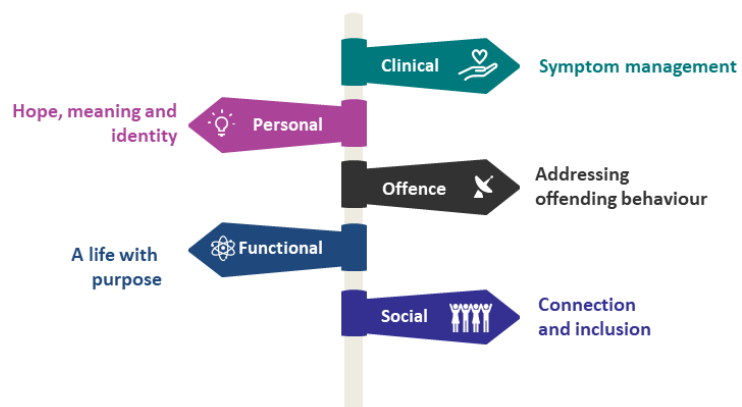 Clinical
Symptom management
Hope, meaning and
identity
Personal
Offence
Addressing
offending behaviour
Functional
A life with
purpose
Social
Connection
and inclusion